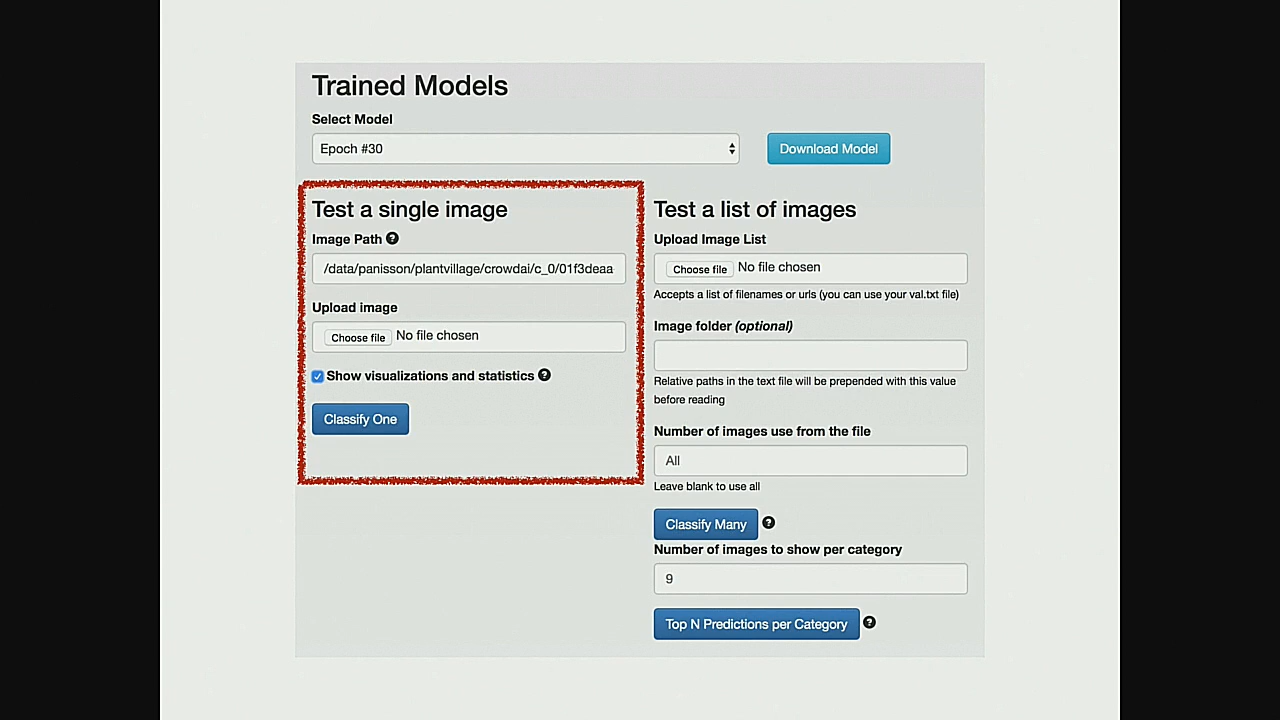 Trained Models
Select Model
Epoch #30
Download Model
Test a single image
Image Path
/data/panisson/plantvillage/crowdai/c_0/01f3deaa
Upload image
Choose file No file chosen
Show visualizations and statistics
Classify One
Test a list of images
Upload Image List
Choose file No file chosen
Accepts a list of filenames or urls (you can use your val.txt file)
Image folder (optional)
Relative paths in the text file will be prepended with this value
before reading
Number of images use from the file
All
Leave blank to use all
Classify Many
Number of images to show per category
9
Top N Predictions per Category